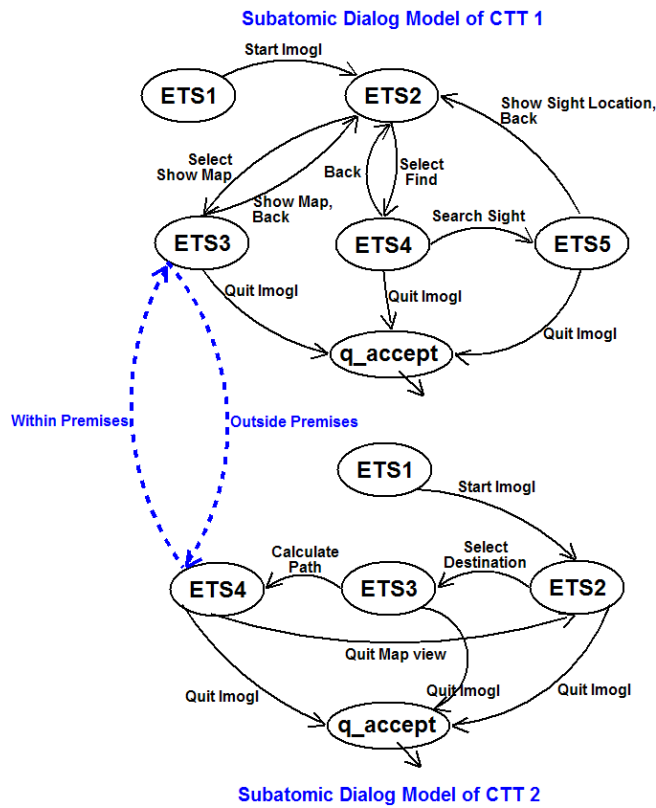 Subatomic Dialog Model of CTT 1
Start Imogl
ETS1
ETS2
Show Sight Location,
Back
Select
Show Map
Back
Select
Find
Show Map,
Back
Search Sight
ETS3
ETS4
ETS5
Quit Imogl
Quit Imogl
Quit Imogl
q_accept
Within Premises
Outside Premises
ETS1
Start Imogl
Calculate
Path
Select
Destination
ETS4
ETS3
ETS2
Quit Map view
Quit Imogl
Quit Imogl
Quit Imogl
q_accept
Subatomic Dialog Model of CTT 2